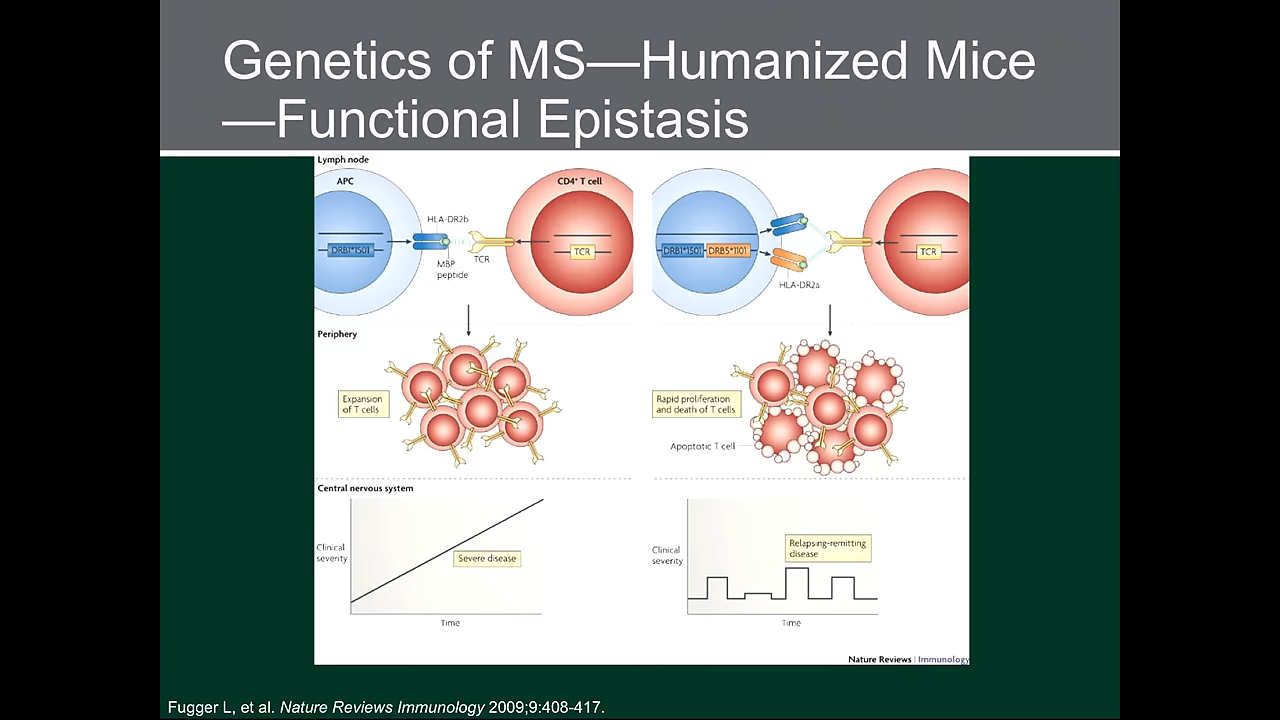 Genetics of MS—Humanized Mice
—Functional Epistasis
Lymph node
APC
CD4⁺ T cell
HLA-DR2b
DRB1*1501
MBP
peptide
TCR
TCR
DRB1*1501
DRB5*1101
HLA-DR2a
TCR
Periphery
Expansion
of T cells
Rapid proliferation
and death of T cells
Apoptotic T cell
Central nervous system
Clinical
severity
Severe disease
Time
Clinical
severity
Relapsing-remitting
disease
Time
Nature Reviews | Immunology
Fugger L, et al. Nature Reviews Immunology 2009;9:408-417.